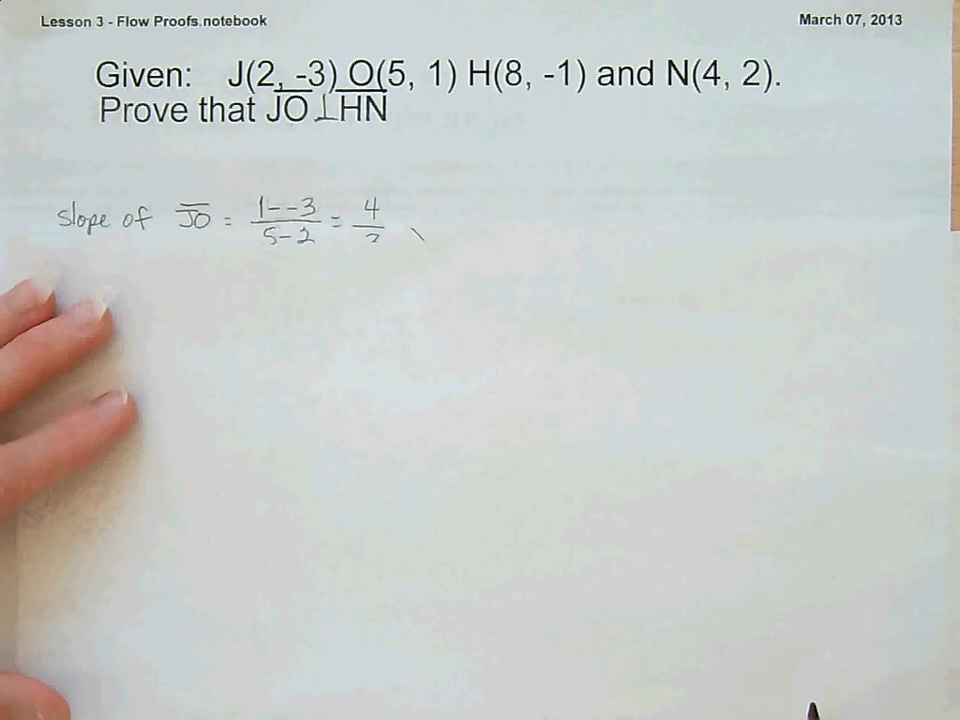 Lesson 3 - Flow Proofs.notebook March 07, 2013
Given: J(2, -3) O(5, 1) H(8, -1) and N(4, 2).
Prove that JO ⊥ HN
slope of JO = 1--3/5-2 = 4/3